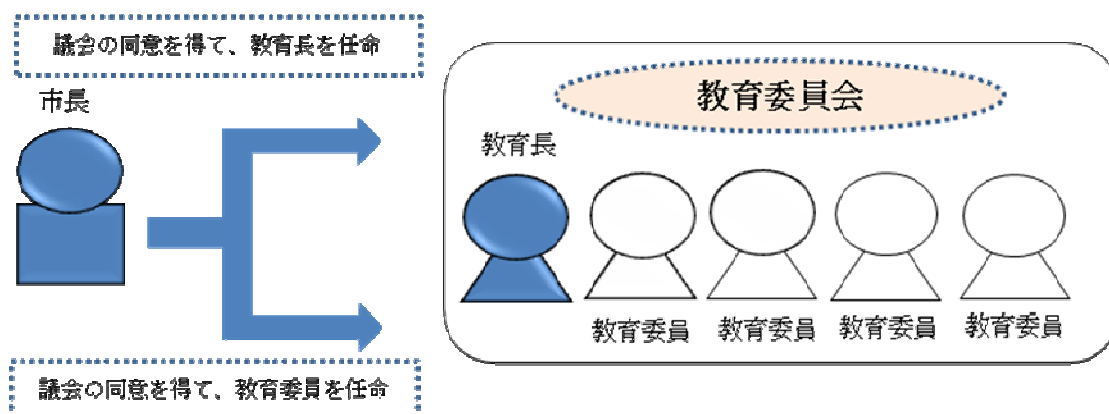 議会の同意を得て、教育長を任命
市長
教育委員会
教育長
教育委員 教育委員 教育委員 教育委員
議会の同意を得て、教育委員を任命